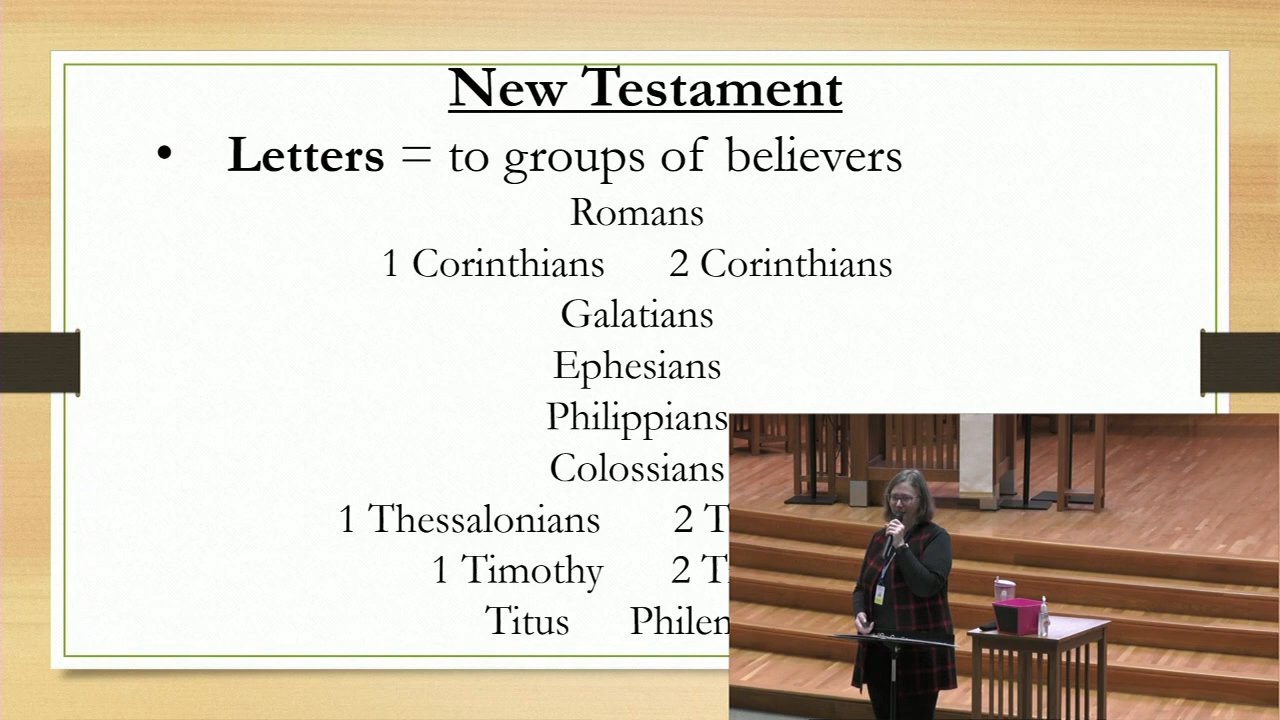 New Testament
• Letters = to groups of believers
Romans
1 Corinthians 2 Corinthians
Galatians
Ephesians
Philippians
Colossians
1 Thessalonians 2 T
1 Timothy 2 T
Titus Philem